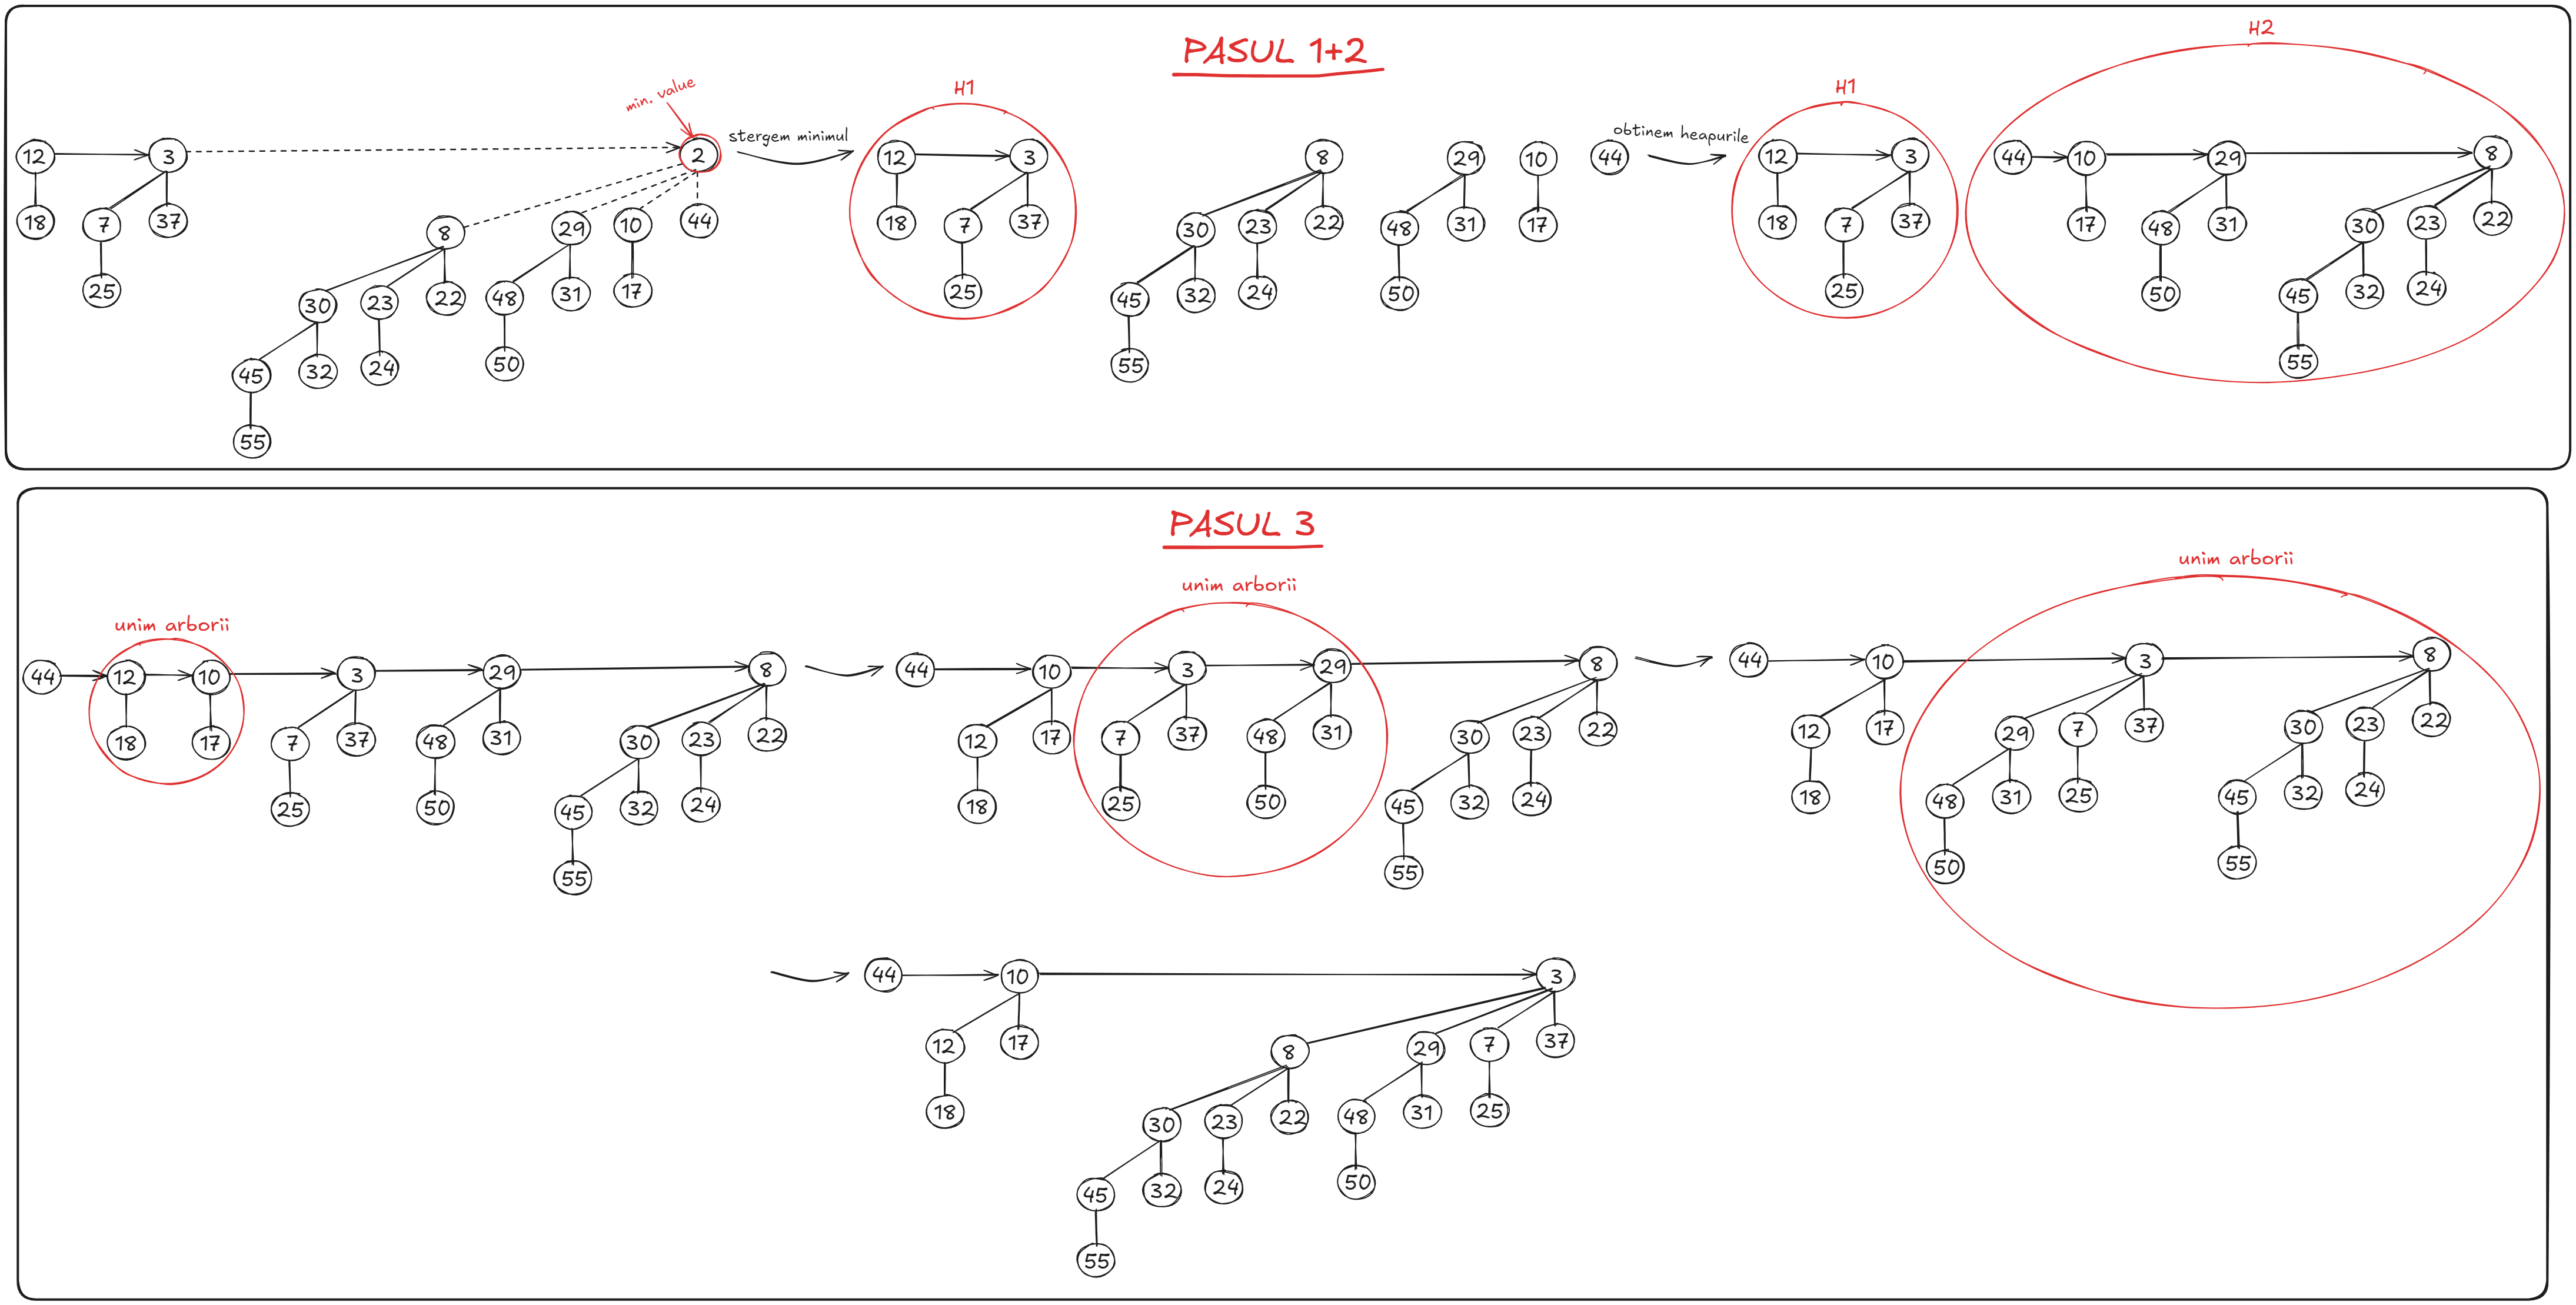 PASUL 1+2
H2
min. value
H1
H1
stergem minimul
obtinem heapurile
12 3 2 12 3 8 29 10 44 12 3 44 10 29 8
18 7 37 8 29 10 44 18 7 37 30 23 22 48 31 17 18 7 37 17 48 31 30 23 22
25 30 23 22 48 31 17 25 45 32 24 50 25 50 45 32 24
45 32 24 50 55 55
55
PASUL 3
unim arborii
unim arborii
unim arborii
44 12 10 3 29 8 44 10 3 29 8 44 10 3 8
18 17 7 37 48 31 30 23 22 12 17 7 37 48 31 30 23 22 12 17 29 7 37 30 23 22
25 50 45 32 24 18 25 50 45 32 24 18 48 31 25 45 32 24
55 55 50 55
44 10 3
12 17 8 29 7 37
18 30 23 22 48 31 25
45 32 24 50
55